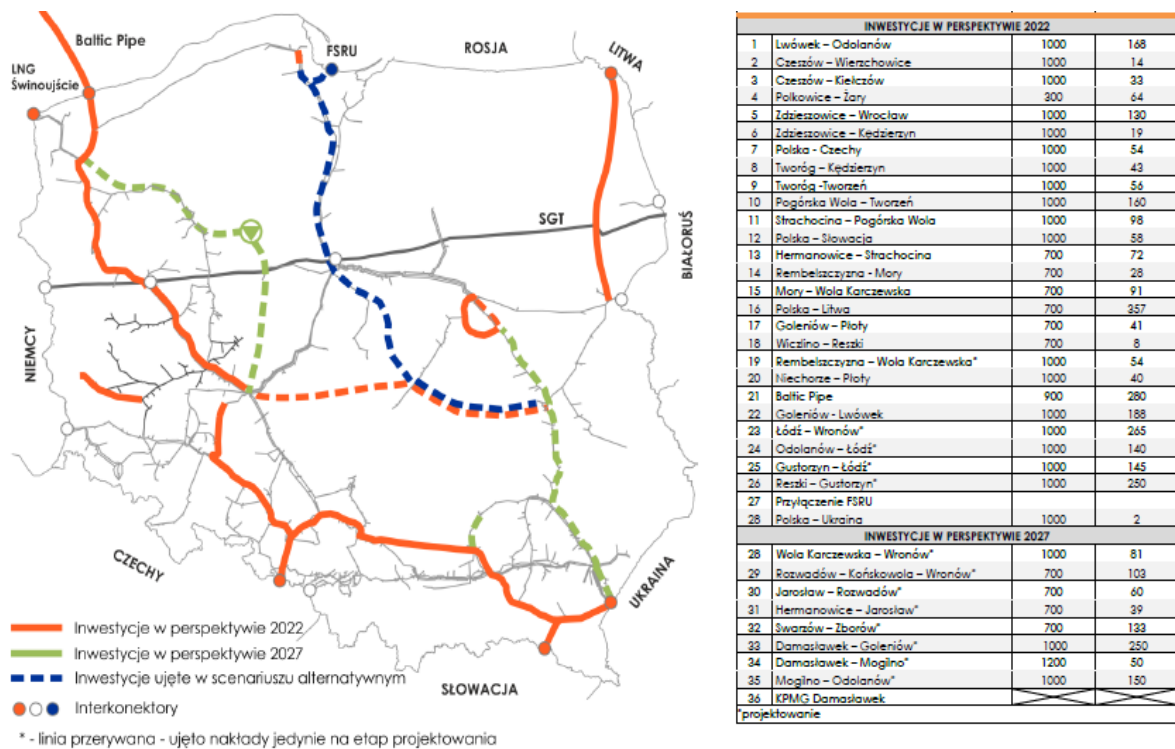 Baltic Pipe
FSRU
ROSJA
LITWA
LNG
Świnoujście
SGT
BIAŁORUŚ
NIEMCY
CZECHY
UKRAINA
SŁOWACJA
Inwestycje w perspektywie 2022
Inwestycje w perspektywie 2027
Inwestycje ujęte w scenariuszu alternatywnym
Interkonektory
* - linia przerywana - ujęto nakłady jedynie na etap projektowania
INWESTYCJE W PERSPEKTYWIE 2022
1 Lwówek – Odolanów 1000 168
2 Czeszów – Wierzchowice 1000 14
3 Czeszów – Kiełczów 1000 33
4 Polkowice – Żary 300 64
5 Zdzieszowice – Wrocław 1000 130
6 Zdzieszowice – Kędzierzyn 1000 19
7 Polska - Czechy 1000 54
8 Tworóg – Kędzierzyn 1000 43
9 Tworóg -Tworzeń 1000 56
10 Pogórska Wola – Tworzeń 1000 160
11 Strachocina – Pogórska Wola 1000 98
12 Polska – Słowacja 1000 58
13 Hermanowice – Strachocina 700 72
14 Rembelszczyzna - Mory 700 28
15 Mory – Wola Karczewska 700 91
16 Polska – Litwa 700 357
17 Goleniów – Płoty 700 41
18 Wiczlino – Reszki 700 8
19 Rembelszczyzna – Wola Karczewska* 1000 54
20 Niechorze – Płoty 1000 40
21 Baltic Pipe 900 280
22 Goleniów - Lwówek 1000 188
23 Łódź – Wronów* 1000 265
24 Odolanów – Łódź* 1000 140
25 Gustorzyn – Łódź* 1000 145
26 Reszki – Gustorzyn* 1000 250
27 Przyłączenie FSRU
28 Polska – Ukraina 1000 2
INWESTYCJE W PERSPEKTYWIE 2027
28 Wola Karczewska – Wronów* 1000 81
29 Rozwadów – Końskowola – Wronów* 700 103
30 Jarosław – Rozwadów* 700 60
31 Hermanowice – Jarosław* 700 39
32 Swarzów – Zborów* 700 133
33 Damasławek – Goleniów* 1000 250
34 Damasławek – Mogilno* 1200 50
35 Mogilno – Odolanów* 1000 150
36 KPMG Damasławek
*projektowanie